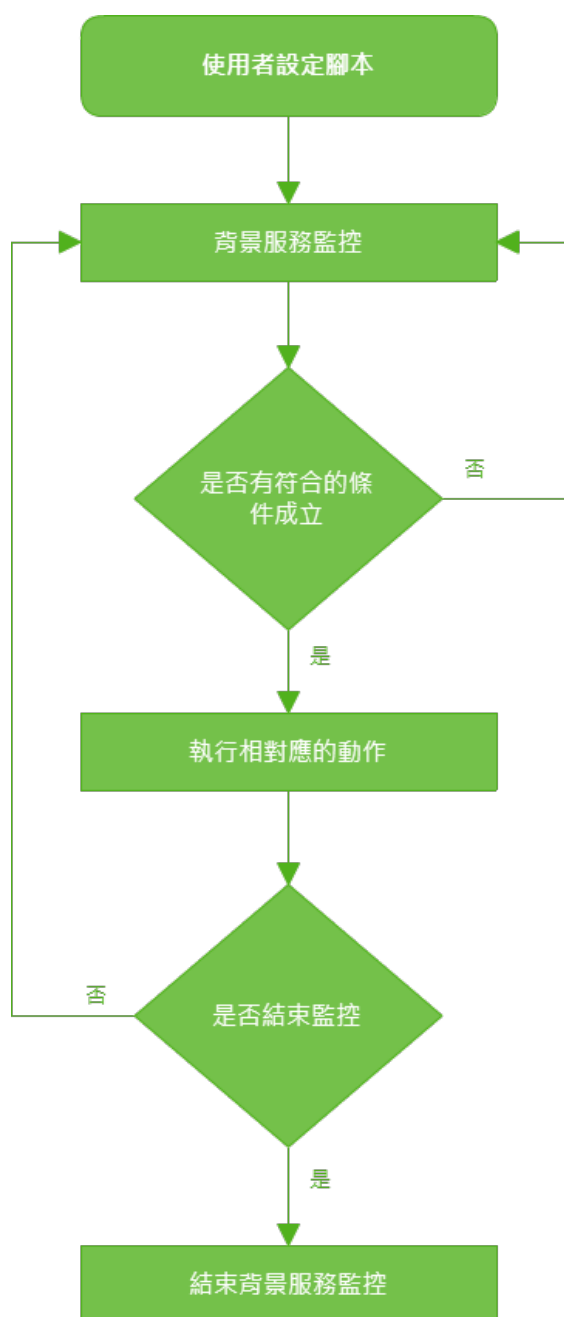 使用者設定腳本
背景服務監控
是否有符合的條
件成立
否
是
執行相對應的動作
否
是否結束監控
是
結束背景服務監控